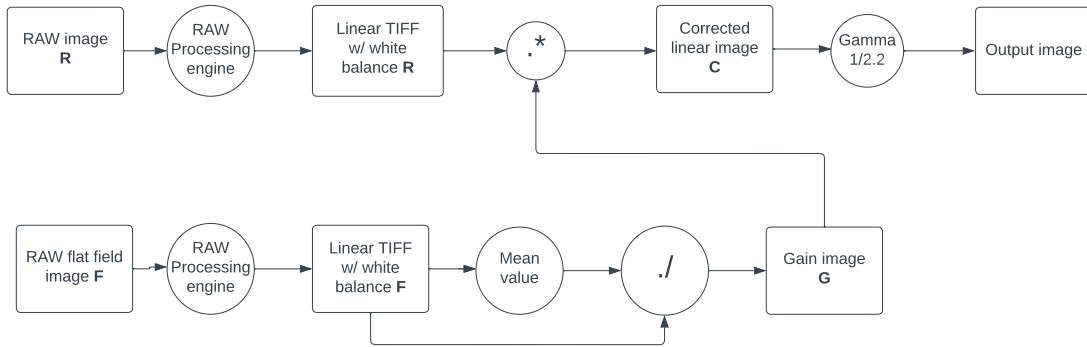 RAW image
R
RAW
Processing
engine
Linear TIFF
w/ white
balance R
.*
Corrected
linear image
C
Gamma
1/2.2
Output image
RAW flat field
image F
RAW
Processing
engine
Linear TIFF
w/ white
balance F
Mean
value
./
Gain image
G